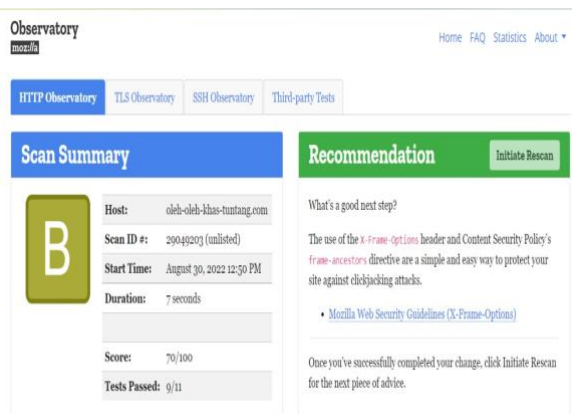 Observatory
moz://a
Home FAQ Statistics About
HTTP Observatory TLS Observatory SSH Observatory Third-party Tests
Scan Summary
B
Host: oleh-oleh-khas-tuntang.com
Scan ID #: 29049203 (unlisted)
Start Time: August 30, 2022 12:50 PM
Duration: 7 seconds
Score: 70/100
Tests Passed: 9/11
Recommendation Initiate Rescan
What's a good next step?
The use of the X-Frame-Options header and Content Security Policy's
frame-ancestors directive are a simple and easy way to protect your
site against clickjacking attacks.
• Mozilla Web Security Guidelines (X-Frame-Options)
Once you've successfully completed your change, click Initiate Rescan
for the next piece of advice.